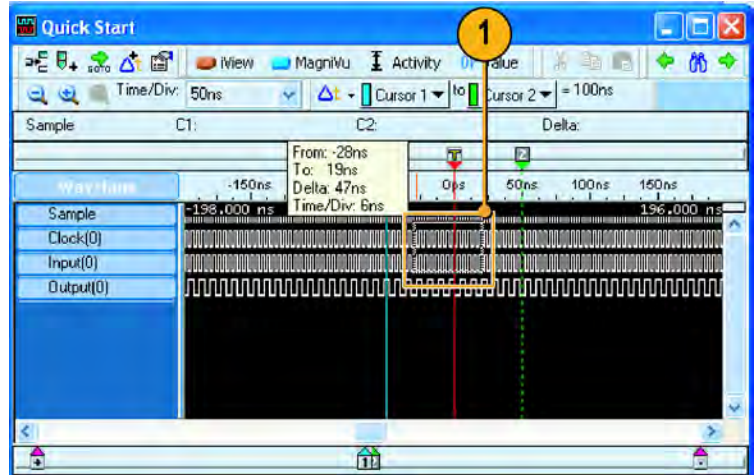 Quick Start
1
iView MagniVu Activity Value
Time/Div: 50ns Cursor 1 to Cursor 2 = 100ns
Sample C1: C2: Delta:
From: -28ns
To: 19ns
Delta: 47ns
Time/Div: 6ns
T 2
Waveform -150ns 0ps 50ns 100ns 150ns
Sample -198.000 ns 196.000 ns
Clock(0)
Input(0)
Output(0)